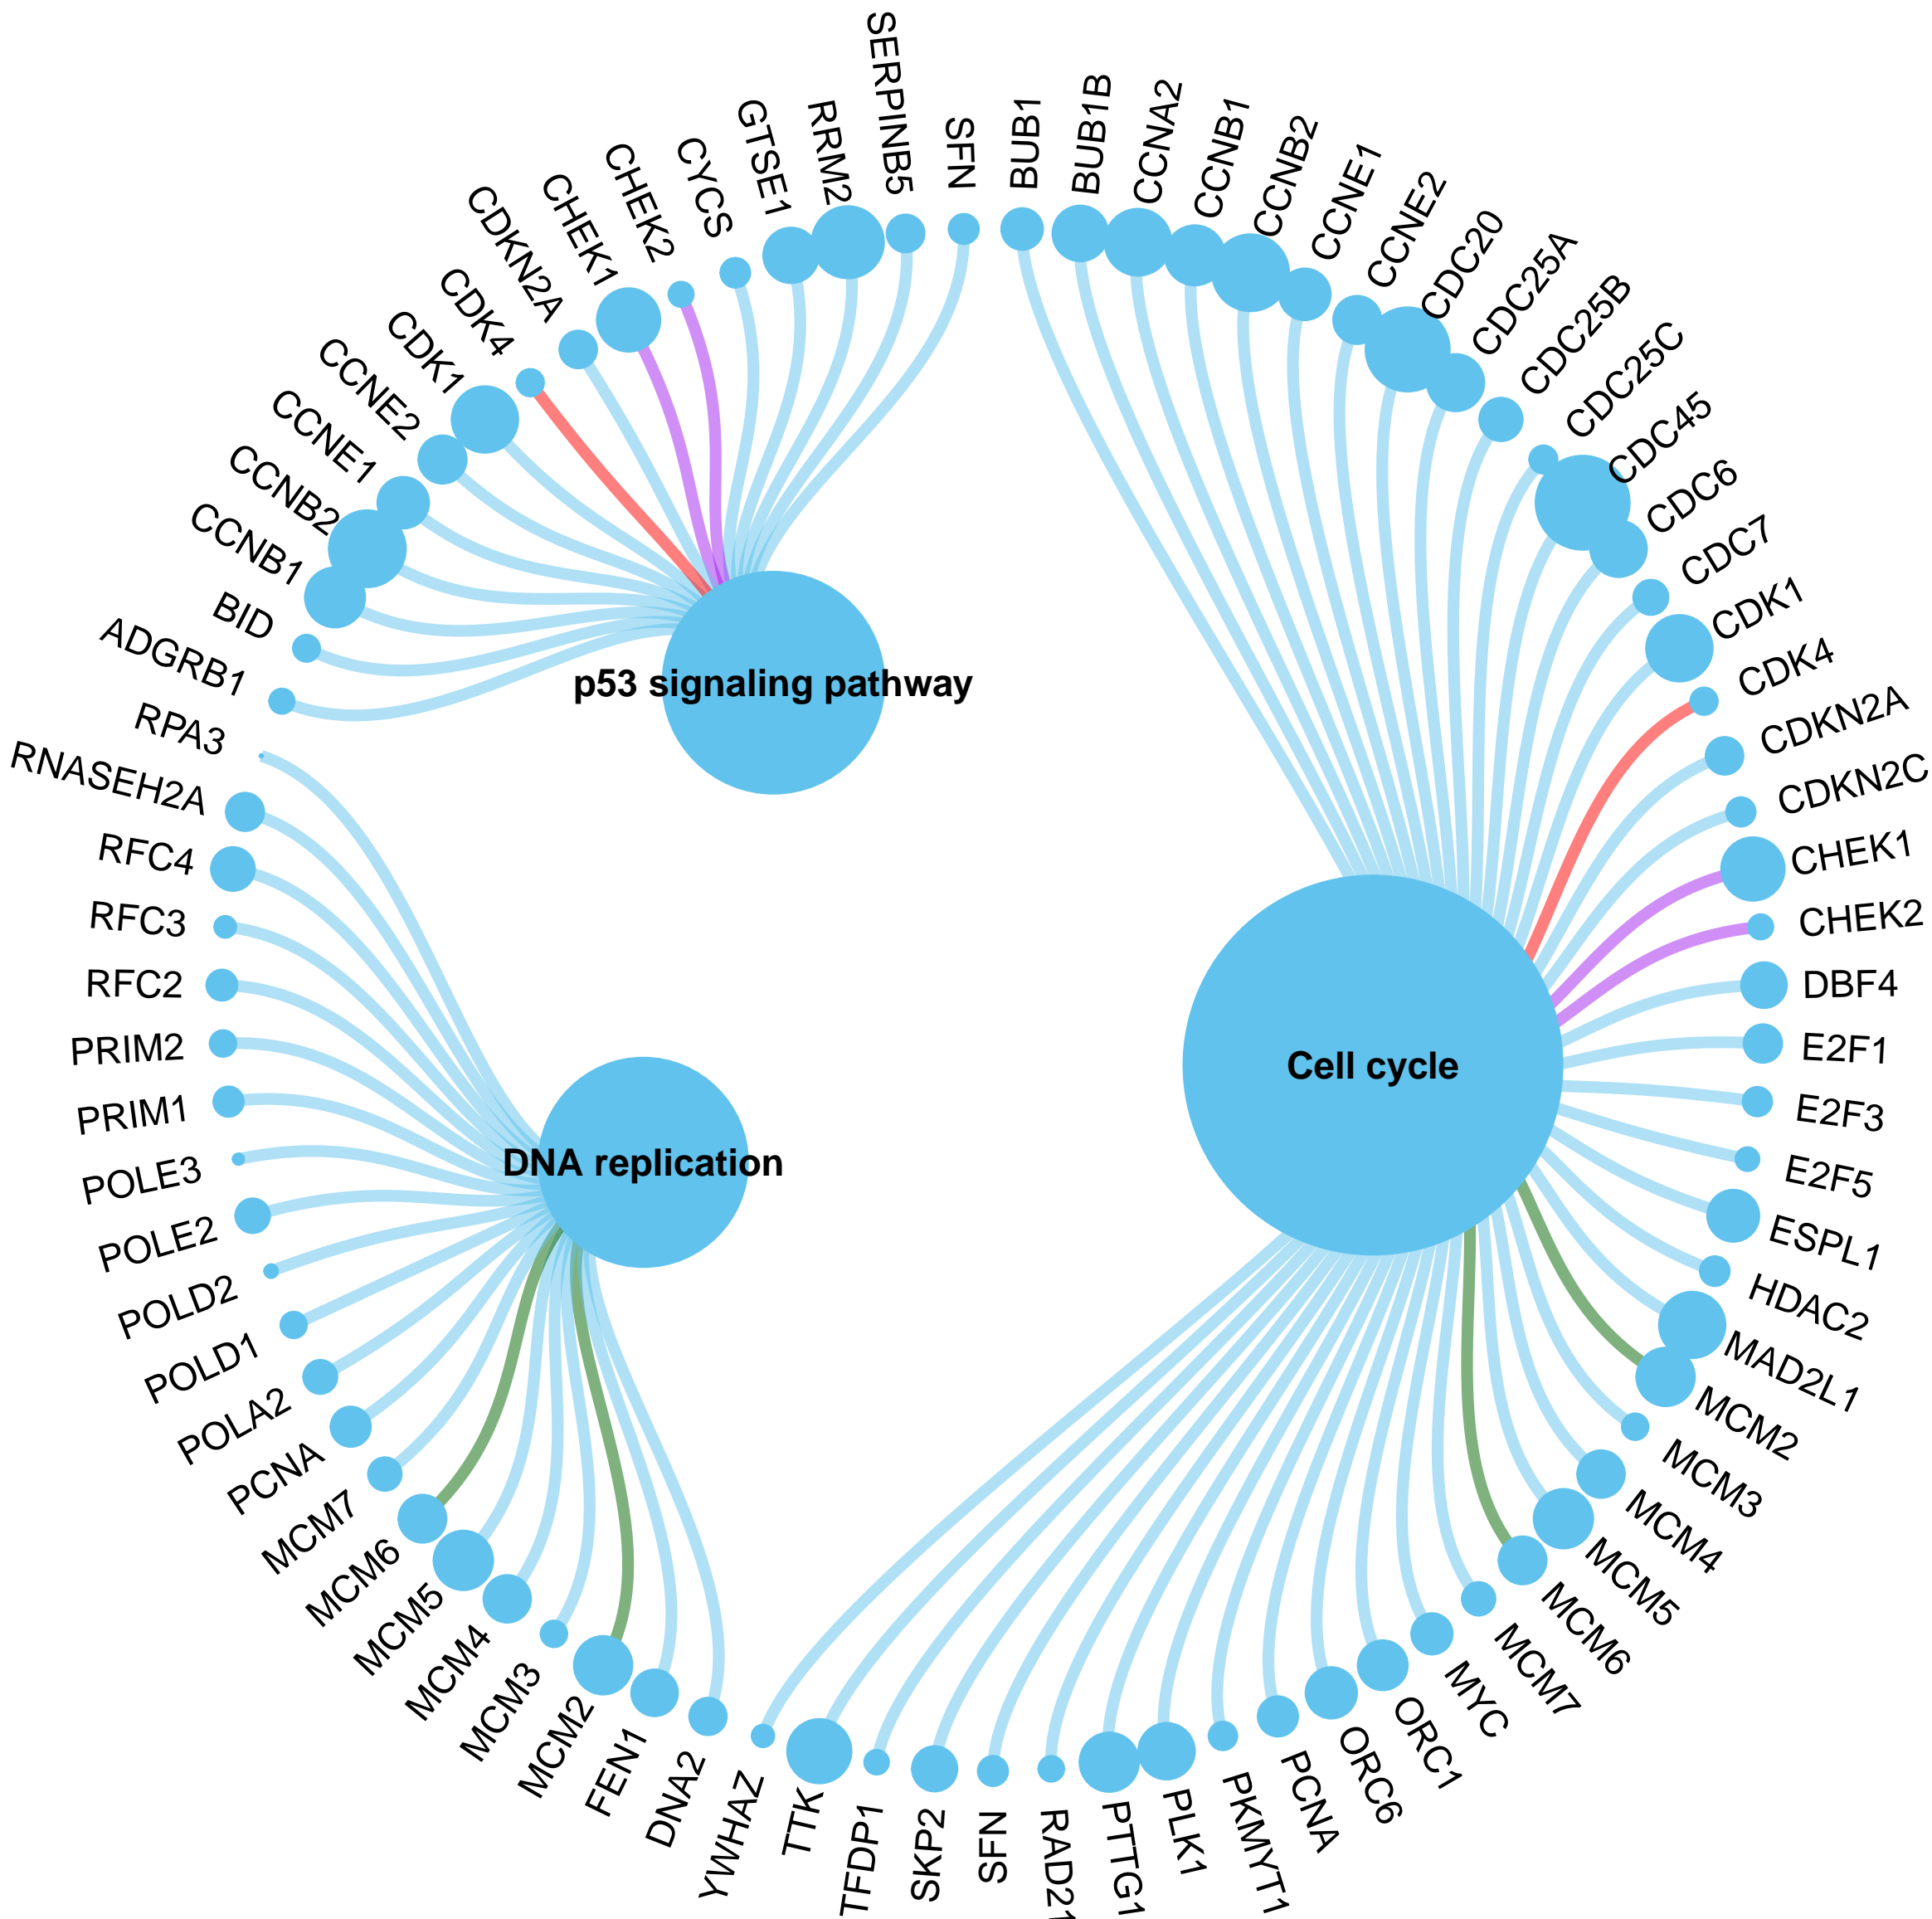 SERPINB5
SFN
BUB1
BUB1B
CCNA2
CCNB1
CCNB2
CCNE1
CCNE2
CDC20
CDC25A
CDC25B
CDC25C
CDC45
CDC6
CDC7
CDK1
CDK4
CDKN2A
CDKN2C
CHEK1
CHEK2
DBF4
E2F1
E2F3
E2F5
ESPL1
HDAC2
MAD2L1
MCM2
MCM3
MCM4
MCM5
MCM6
MCM7
MYC
ORC1
ORC6
PCNA
PKMYT1
PLK1
PTTG1
RAD21
SFN
SKP2
TFDP1
TTK
YWHAZ
DNA2
FEN1
MCM2
MCM3
MCM4
MCM5
MCM6
MCM7
PCNA
POLA2
POLD1
POLD2
POLE2
POLE3
PRIM1
PRIM2
RFC2
RFC3
RFC4
RNASEH2A
RPA3
ADGRB1
BID
CCNB1
CCNB2
CCNE1
CCNE2
CDK1
CDK4
CDKN2A
CHEK1
CHEK2
CYCS
GTSE1
RRM2
p53 signaling pathway
Cell cycle
DNA replication